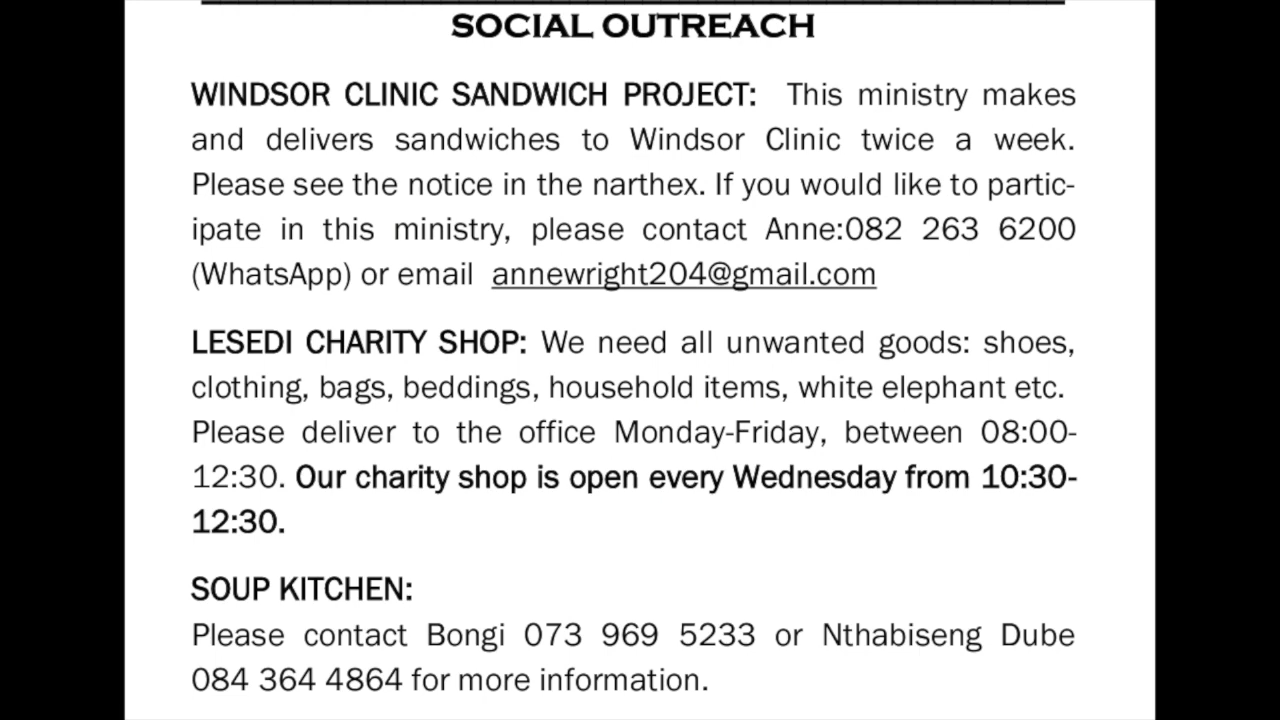 SOCIAL OUTREACH
WINDSOR CLINIC SANDWICH PROJECT: This ministry makes
and delivers sandwiches to Windsor Clinic twice a week.
Please see the notice in the narthex. If you would like to partic-
ipate in this ministry, please contact Anne:082 263 6200
(WhatsApp) or email annewright204@gmail.com
LESEDI CHARITY SHOP: We need all unwanted goods: shoes,
clothing, bags, beddings, household items, white elephant etc.
Please deliver to the office Monday-Friday, between 08:00-
12:30. Our charity shop is open every Wednesday from 10:30-
12:30.
SOUP KITCHEN:
Please contact Bongi 073 969 5233 or Nthabiseng Dube
084 364 4864 for more information.